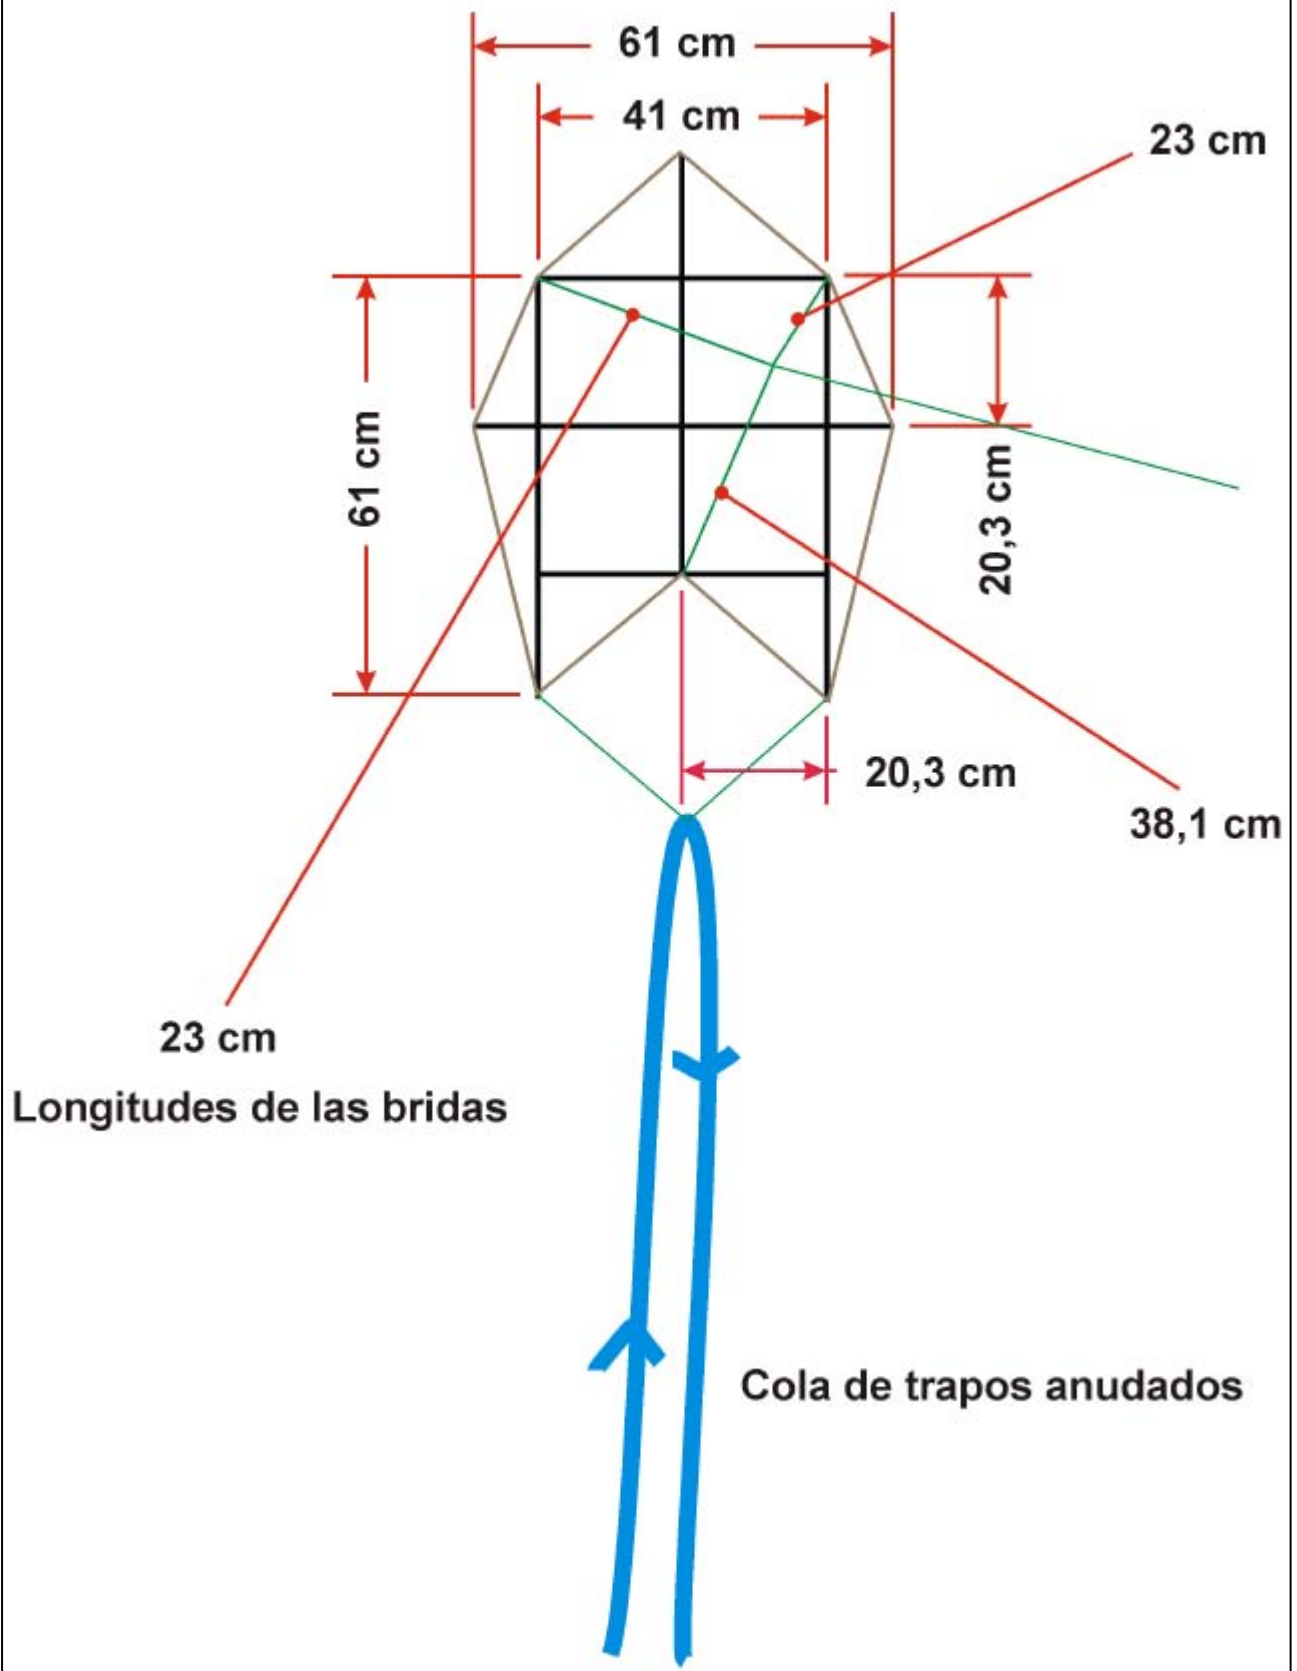 61 cm
41 cm
23 cm
61 cm
20,3 cm
20,3 cm
38,1 cm
23 cm
Longitudes de las bridas
Cola de trapos anudados